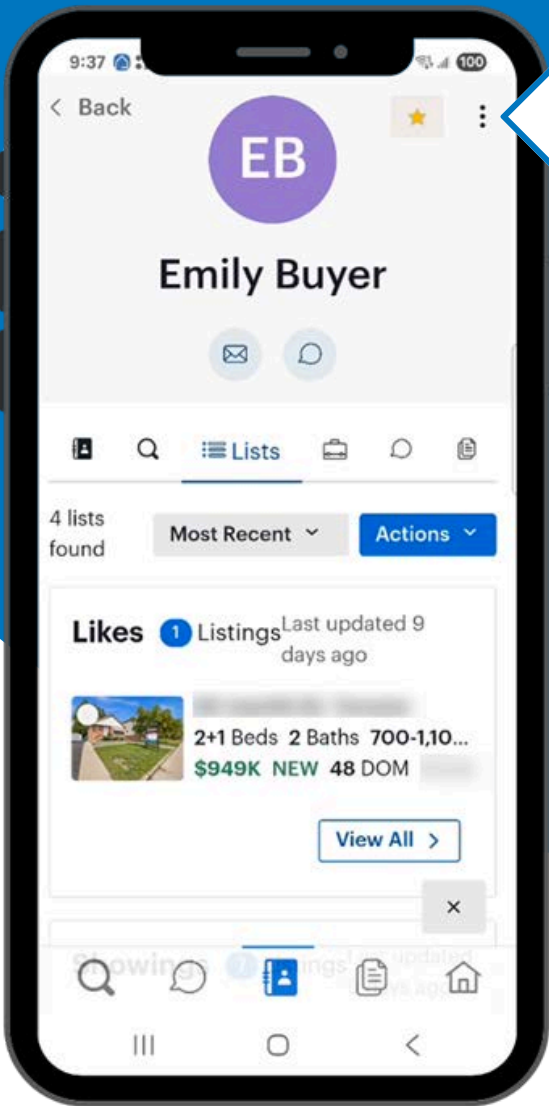 9:37
100
< Back
EB
Emily Buyer
Lists
4 lists found
Most Recent
Actions
Likes 1 Listings Last updated 9 days ago
2+1 Beds 2 Baths 700-1,10...
$949K NEW 48 DOM
View All >
Showings